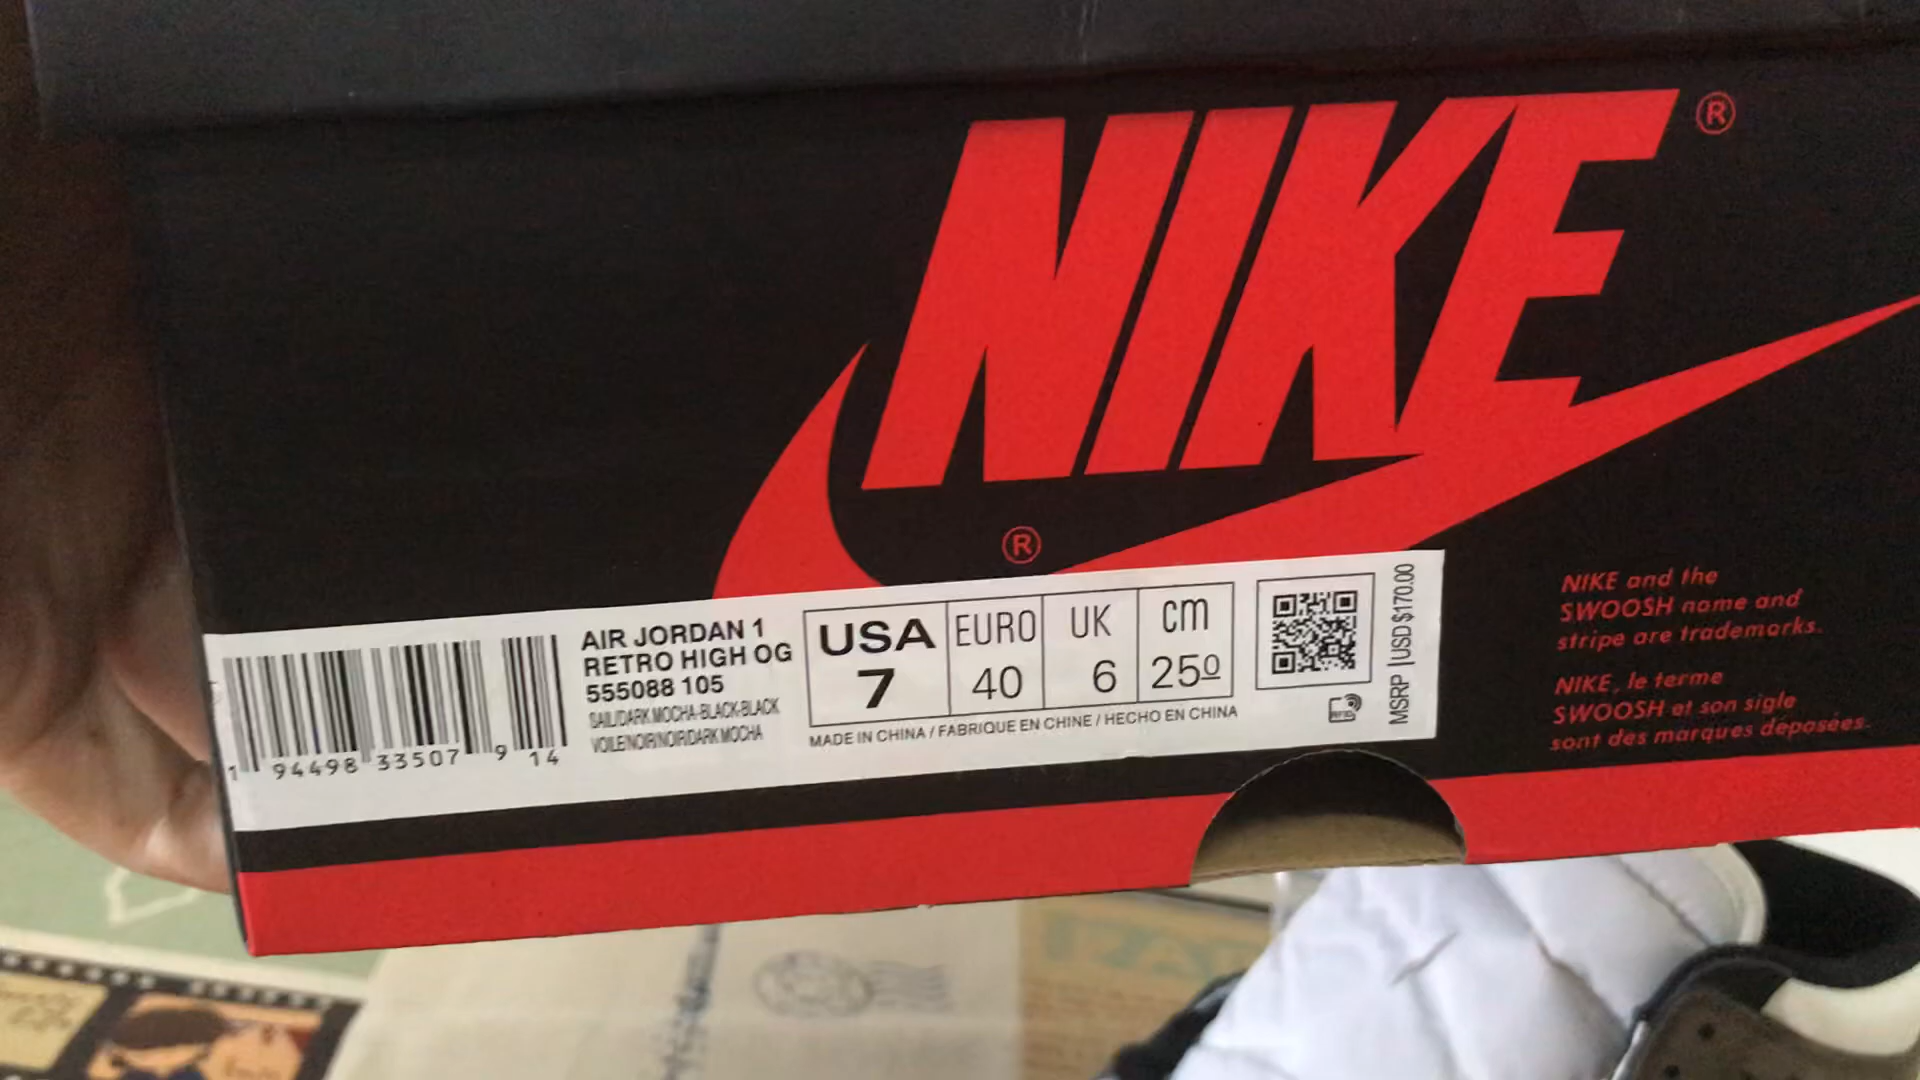 NIKE ®
®
AIR JORDAN 1
RETRO HIGH OG
555088 105
SAIL/DARK MOCHA-BLACK-BLACK
VOILE/NOIR/NOIR/DARK MOCHA
1 94498 33507 9 14
USA EURO UK cm
7 40 6 25⁰
MADE IN CHINA / FABRIQUE EN CHINE / HECHO EN CHINA
RFID
MSRP | USD $170.00
NIKE and the
SWOOSH name and
stripe are trademarks.
NIKE, le terme
SWOOSH et son sigle
sont des marques déposées.